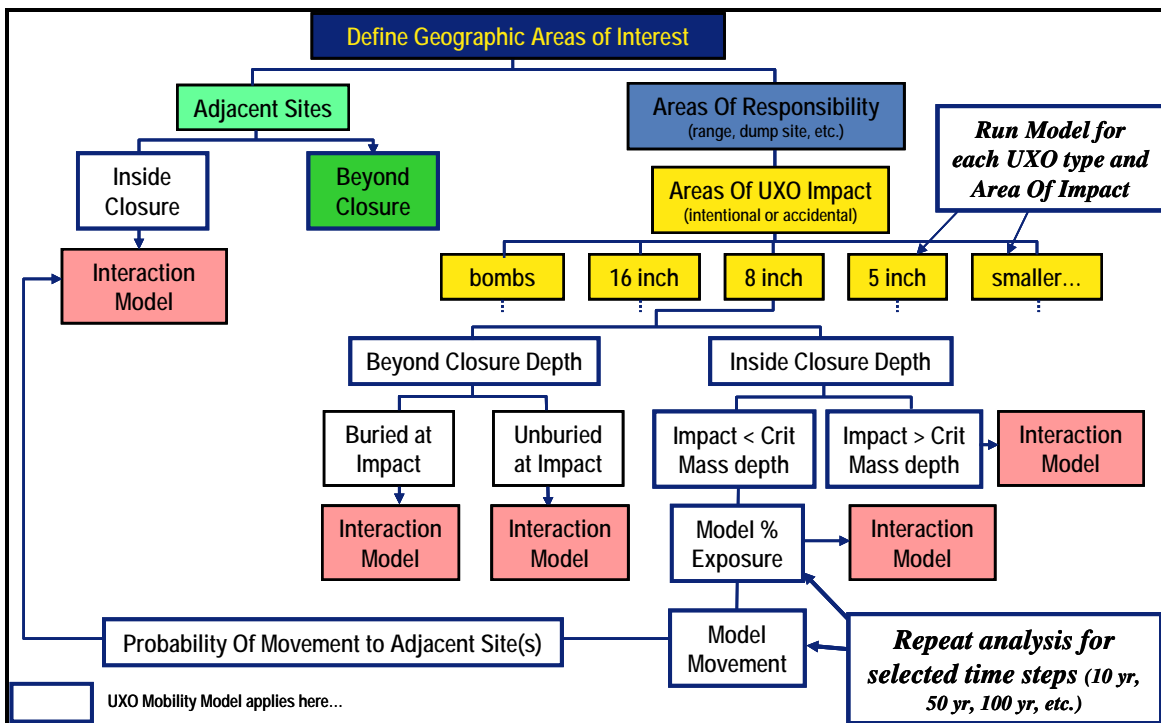 Define Geographic Areas of Interest
Adjacent Sites
Areas Of Responsibility
(range, dump site, etc.)
Run Model for
each UXO type and
Area Of Impact
Inside
Closure
Beyond
Closure
Areas Of UXO Impact
(intentional or accidental)
Interaction
Model
bombs
16 inch
8 inch
5 inch
smaller...
Beyond Closure Depth
Inside Closure Depth
Buried at
Impact
Unburied
at Impact
Impact < Crit
Mass depth
Impact > Crit
Mass depth
Interaction
Model
Interaction
Model
Interaction
Model
Model %
Exposure
Interaction
Model
Probability Of Movement to Adjacent Site(s)
Model
Movement
Repeat analysis for
selected time steps (10 yr,
50 yr, 100 yr, etc.)
UXO Mobility Model applies here...